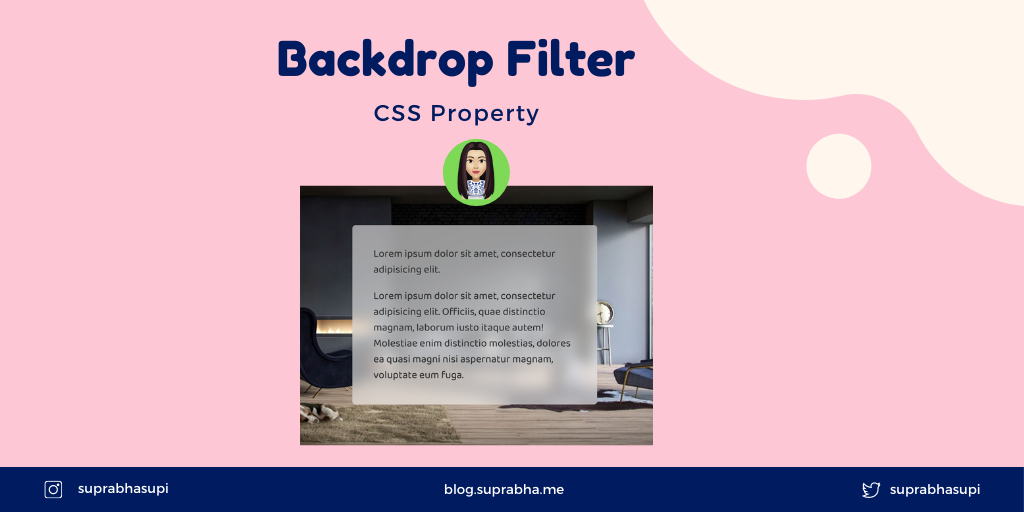 Backdrop Filter
CSS Property
Lorem ipsum dolor sit amet, consectetur
adipisicing elit.
Lorem ipsum dolor sit amet, consectetur
adipisicing elit. Officiis, quae distinctio
magnam, laborum iusto itaque autem!
Molestiae enim distinctio molestias, dolores
ea quasi magni nisi aspernatur magnam,
voluptate eum fuga.
suprabhasupi
blog.suprabha.me
suprabhasupi